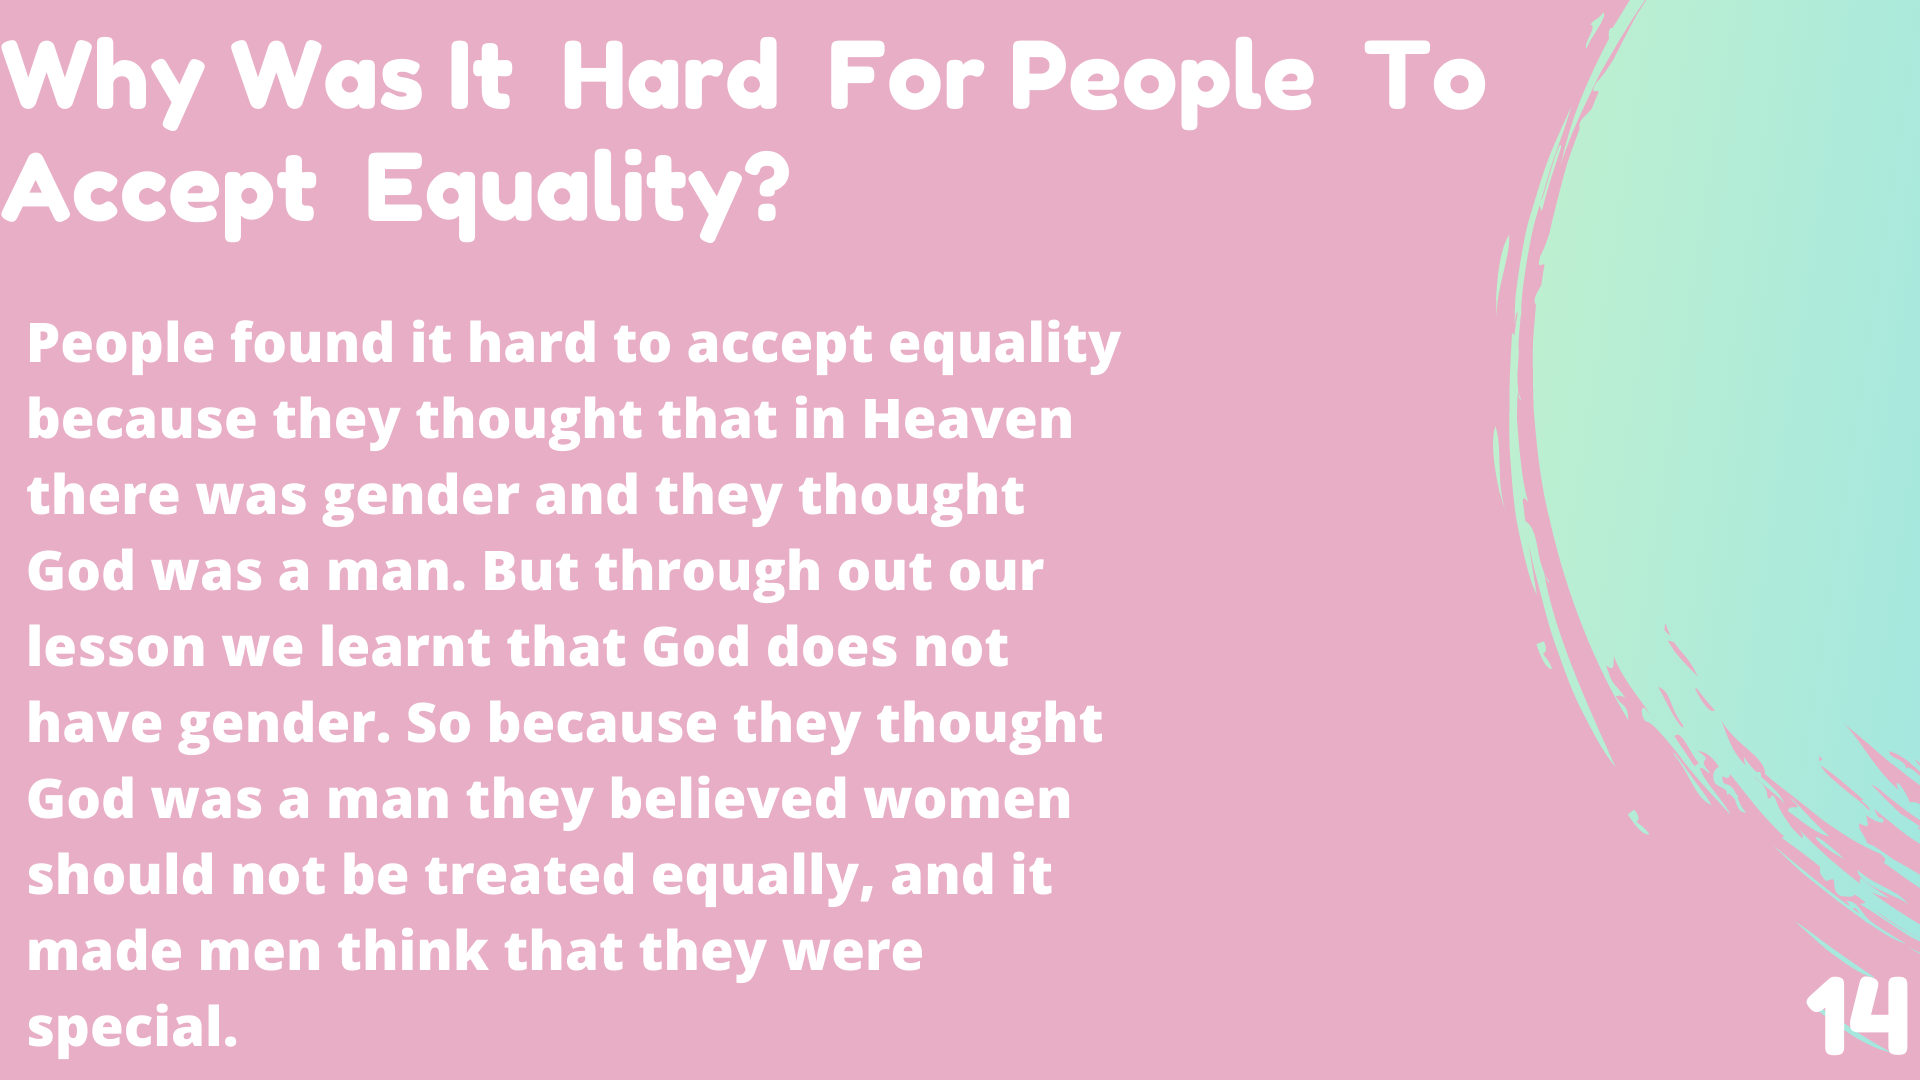 Why Was It Hard For People To
Accept Equality?
People found it hard to accept equality
because they thought that in Heaven
there was gender and they thought
God was a man. But through out our
lesson we learnt that God does not
have gender. So because they thought
God was a man they believed women
should not be treated equally, and it
made men think that they were
special.
14